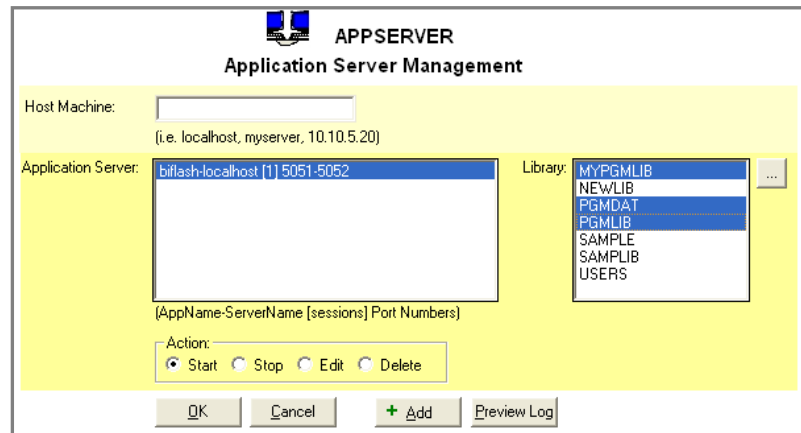 APPSERVER
Application Server Management
Host Machine:
(i.e. localhost, myserver, 10.10.5.20)
Application Server: biflash-localhost [1] 5051-5052 Library: MYPGMLIB ...
NEWLIB
PGMDAT
PGMLIB
SAMPLE
SAMPLIB
USERS
(AppName-ServerName [sessions] Port Numbers)
Action:
Start Stop Edit Delete
OK Cancel + Add Preview Log